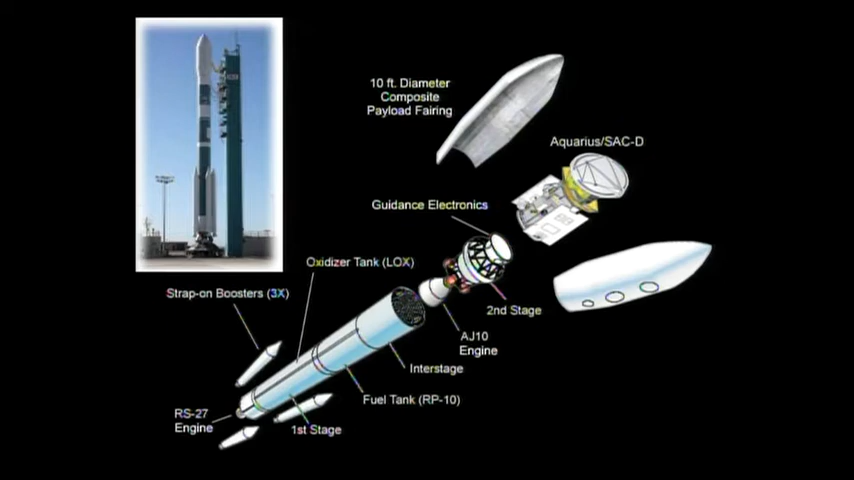 10 ft. Diameter
Composite
Payload Fairing
Aquarius/SAC-D
Guidance Electronics
Oxidizer Tank (LOX)
Strap-on Boosters (3X)
2nd Stage
AJ10
Engine
Interstage
Fuel Tank (RP-10)
RS-27
Engine
1st Stage